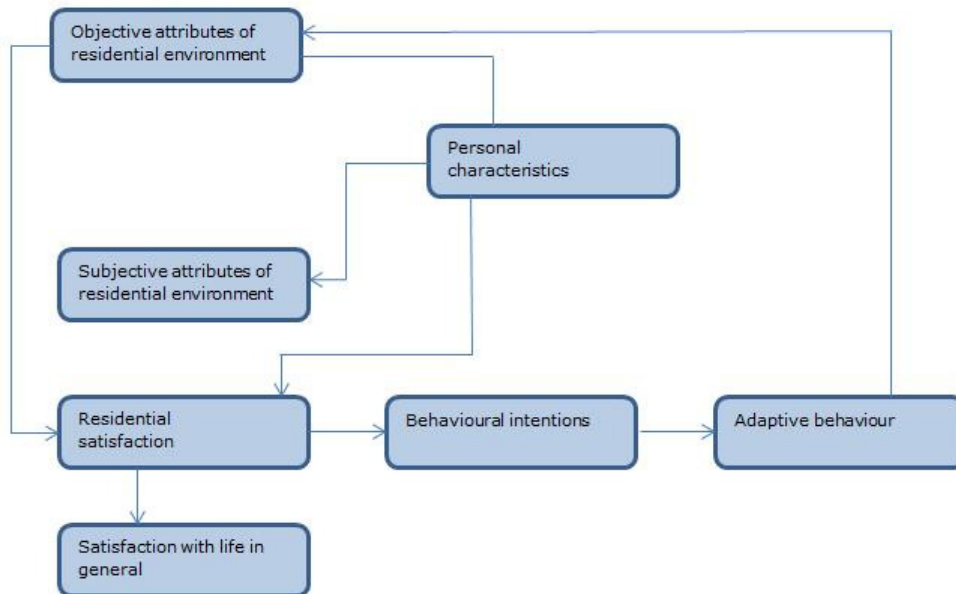 Objective attributes of
residential environment
Personal
characteristics
Subjective attributes of
residential environment
Residential
satisfaction
Behavioural intentions
Adaptive behaviour
Satisfaction with life in
general